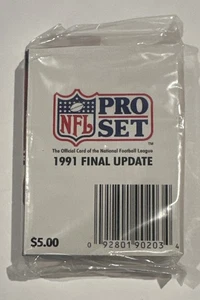 NFL
PRO
SET™
The Official Card of the National Football League
1991 FINAL UPDATE
$5.00
0 92801 90203 4